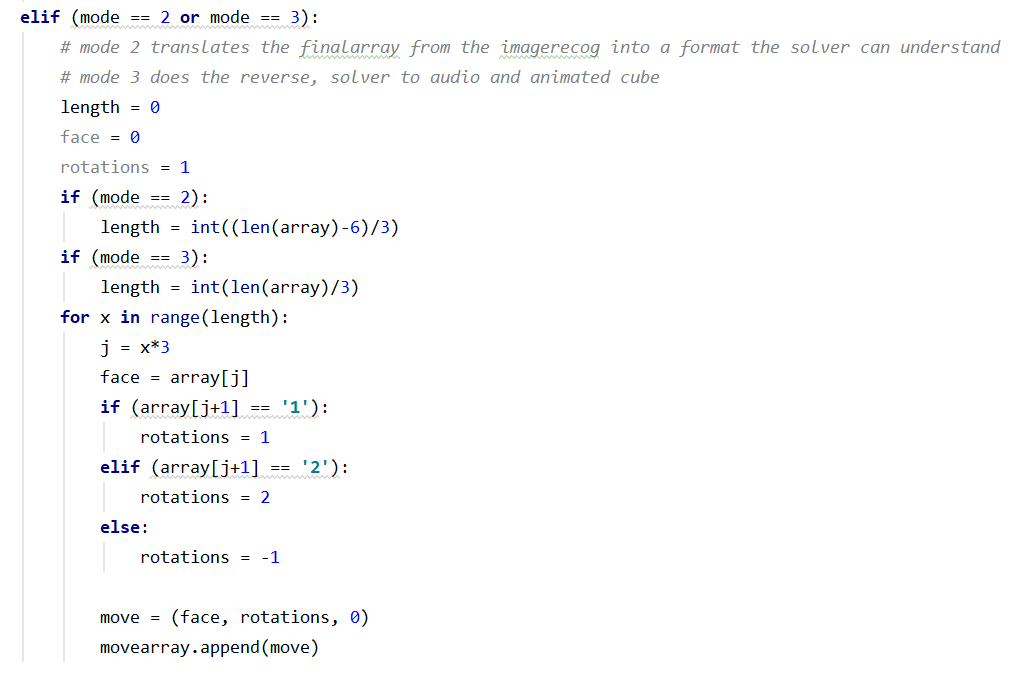 elif (mode == 2 or mode == 3):
    # mode 2 translates the finalarray from the imagerecog into a format the solver can understand
    # mode 3 does the reverse, solver to audio and animated cube
    length = 0
    face = 0
    rotations = 1
    if (mode == 2):
        length = int((len(array)-6)/3)
    if (mode == 3):
        length = int(len(array)/3)
    for x in range(length):
        j = x*3
        face = array[j]
        if (array[j+1] == '1'):
            rotations = 1
        elif (array[j+1] == '2'):
            rotations = 2
        else:
            rotations = -1

        move = (face, rotations, 0)
        movearray.append(move)